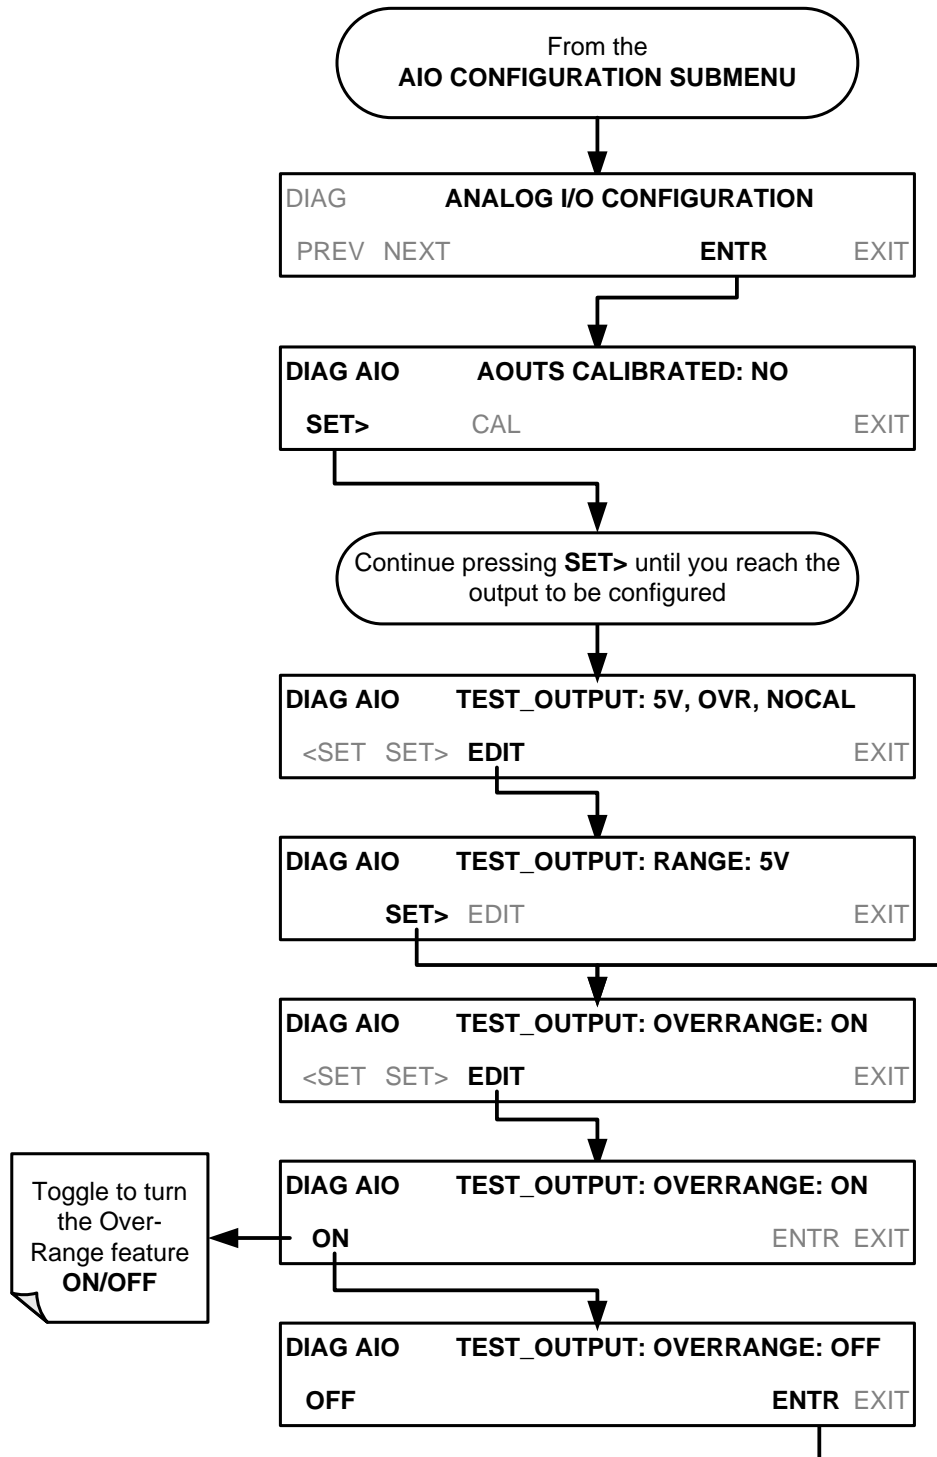 From the
AIO CONFIGURATION SUBMENU
DIAG ANALOG I/O CONFIGURATION
PREV NEXT ENTR EXIT
DIAG AIO AOUTS CALIBRATED: NO
SET> CAL EXIT
Continue pressing SET> until you reach the
output to be configured
DIAG AIO TEST_OUTPUT: 5V, OVR, NOCAL
<SET SET> EDIT EXIT
DIAG AIO TEST_OUTPUT: RANGE: 5V
SET> EDIT EXIT
DIAG AIO TEST_OUTPUT: OVERRANGE: ON
<SET SET> EDIT EXIT
DIAG AIO TEST_OUTPUT: OVERRANGE: ON
ON ENTR EXIT
Toggle to turn
the Over-
Range feature
ON/OFF
DIAG AIO TEST_OUTPUT: OVERRANGE: OFF
OFF ENTR EXIT